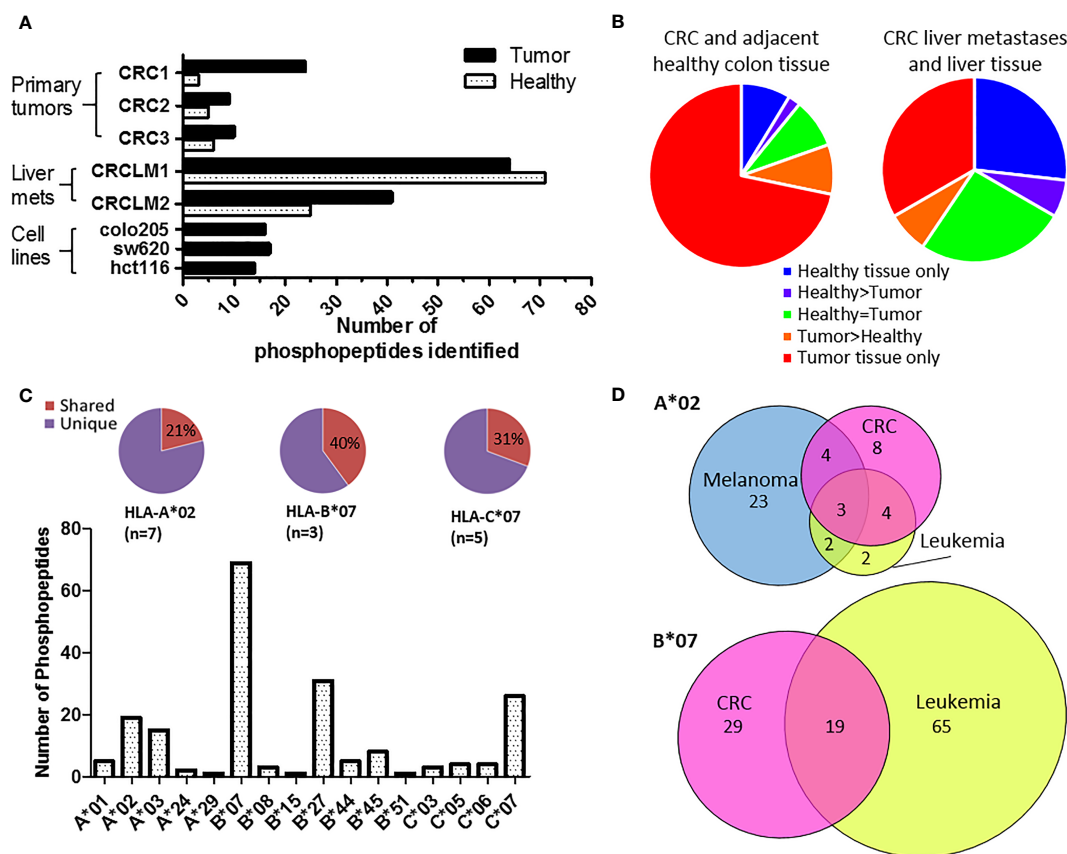 A
Tumor
Healthy
Primary
tumors
Liver
mets
Cell
lines
CRC1
CRC2
CRC3
CRCLM1
CRCLM2
colo205
sw620
hct116
0
10
20
30
40
50
60
70
80
Number of
phosphopeptides identified
B
CRC and adjacent
healthy colon tissue
CRC liver metastases
and liver tissue
Healthy tissue only
Healthy>Tumor
Healthy=Tumor
Tumor>Healthy
Tumor tissue only
C
Shared
Unique
21%
40%
31%
HLA-A*02
(n=7)
HLA-B*07
(n=3)
HLA-C*07
(n=5)
Number of Phosphopeptides
80
60
40
20
0
A*01
A*02
A*03
A*24
A*29
B*07
B*08
B*15
B*27
B*44
B*45
B*51
C*03
C*05
C*06
C*07
D
A*02
Melanoma
23
4
CRC
8
3
4
2
2
Leukemia
B*07
CRC
29
19
Leukemia
65